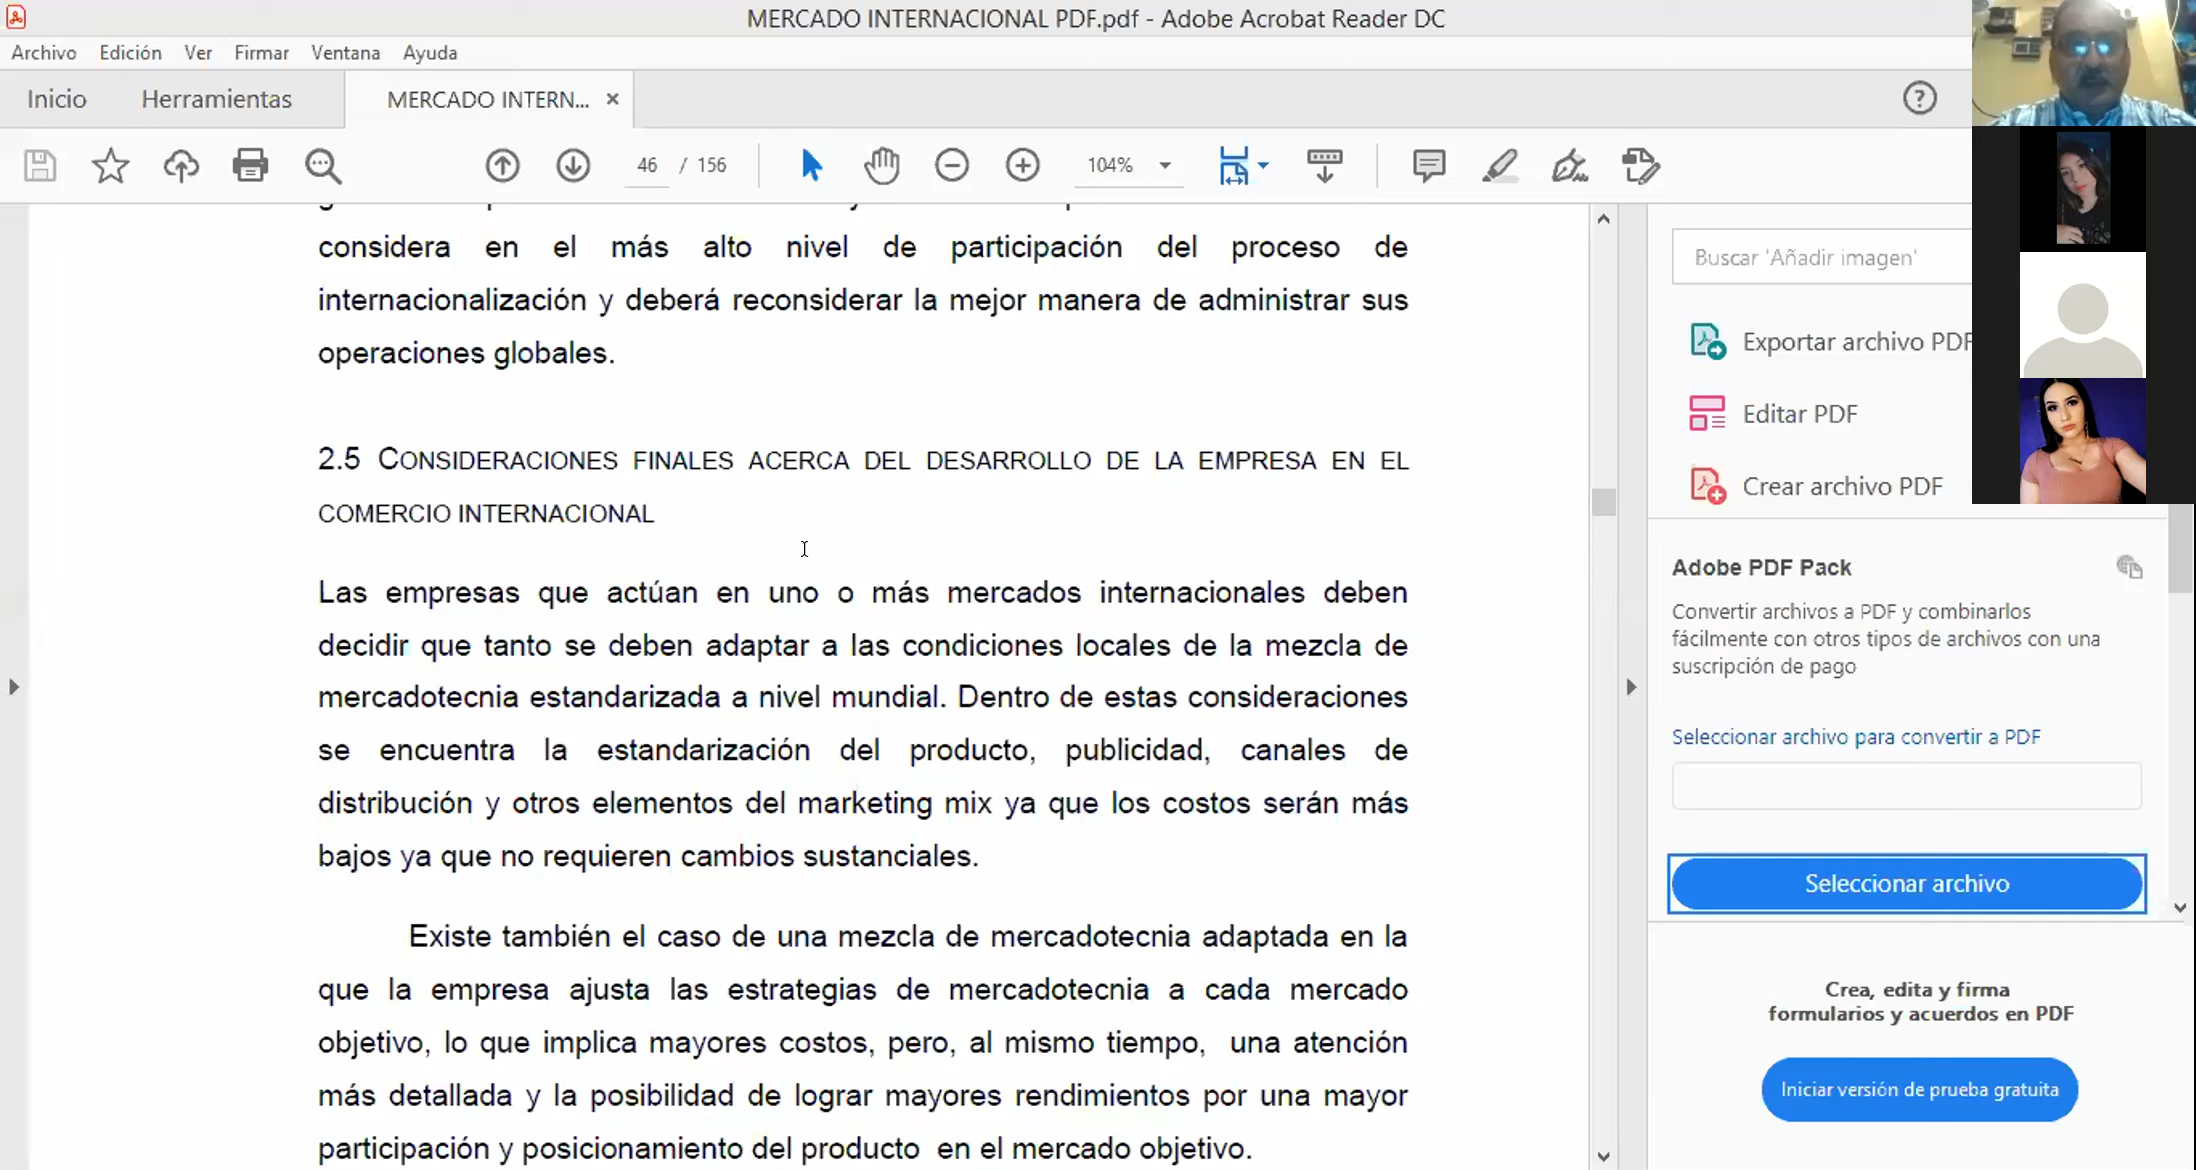 MERCADO INTERNACIONAL PDF.pdf - Adobe Acrobat Reader DC
Archivo Edición Ver Firmar Ventana Ayuda
Inicio Herramientas MERCADO INTERN... ×
46 / 156 104%
considera en el más alto nivel de participación del proceso de
internacionalización y deberá reconsiderar la mejor manera de administrar sus
operaciones globales.
2.5 CONSIDERACIONES FINALES ACERCA DEL DESARROLLO DE LA EMPRESA EN EL
COMERCIO INTERNACIONAL
Las empresas que actúan en uno o más mercados internacionales deben
decidir que tanto se deben adaptar a las condiciones locales de la mezcla de
mercadotecnia estandarizada a nivel mundial. Dentro de estas consideraciones
se encuentra la estandarización del producto, publicidad, canales de
distribución y otros elementos del marketing mix ya que los costos serán más
bajos ya que no requieren cambios sustanciales.
Existe también el caso de una mezcla de mercadotecnia adaptada en la
que la empresa ajusta las estrategias de mercadotecnia a cada mercado
objetivo, lo que implica mayores costos, pero, al mismo tiempo, una atención
más detallada y la posibilidad de lograr mayores rendimientos por una mayor
participación y posicionamiento del producto en el mercado objetivo.
Buscar 'Añadir imagen'
Exportar archivo PDF
Editar PDF
Crear archivo PDF
Adobe PDF Pack
Convertir archivos a PDF y combinarlos
fácilmente con otros tipos de archivos con una
suscripción de pago
Seleccionar archivo para convertir a PDF
Seleccionar archivo
Crea, edita y firma
formularios y acuerdos en PDF
Iniciar versión de prueba gratuita